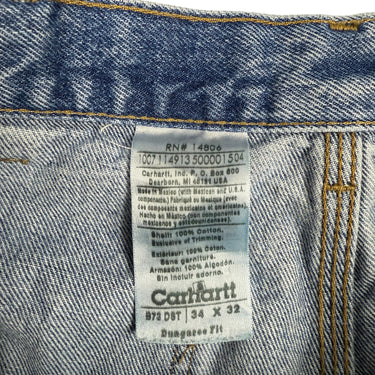 RN# 14806
1007114913500001504
Carhartt, Inc. P.O. Box 600
Dearborn, MI 48121 USA
Made in Mexico (with Mexican and U.S.A.
components.) Fabriqué au Mexique (avec
des composants mexicains et américains).
Hecho en México (con componentes
mexicanos y americanos).
Shell: 100% Cotton.
Exclusive of Trimming.
Extérieur: 100% Coton.
Sans garniture.
Armazón: 100% Algodón.
Sin incluir adorno.
Carhartt
B73 DST 34 X 32
Dungaree Fit